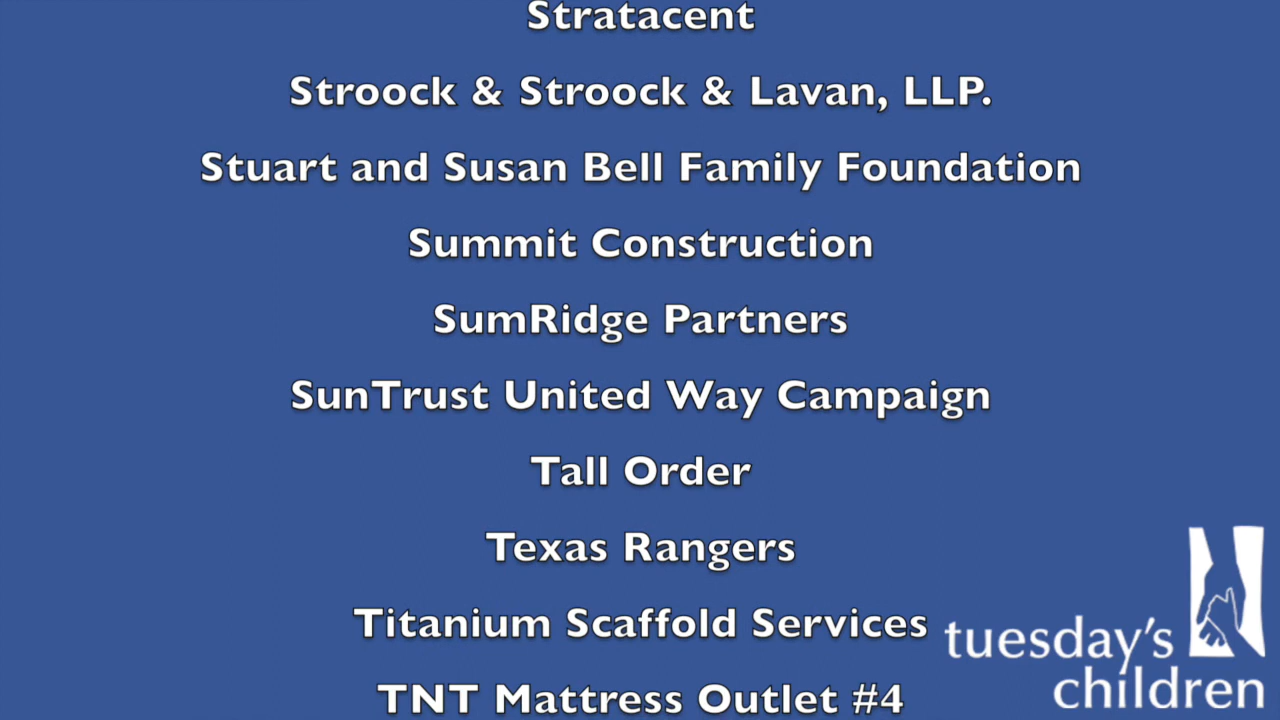 Stratacent
Stroock & Stroock & Lavan, LLP.
Stuart and Susan Bell Family Foundation
Summit Construction
SumRidge Partners
SunTrust United Way Campaign
Tall Order
Texas Rangers
Titanium Scaffold Services
TNT Mattress Outlet #4
tuesday's
children